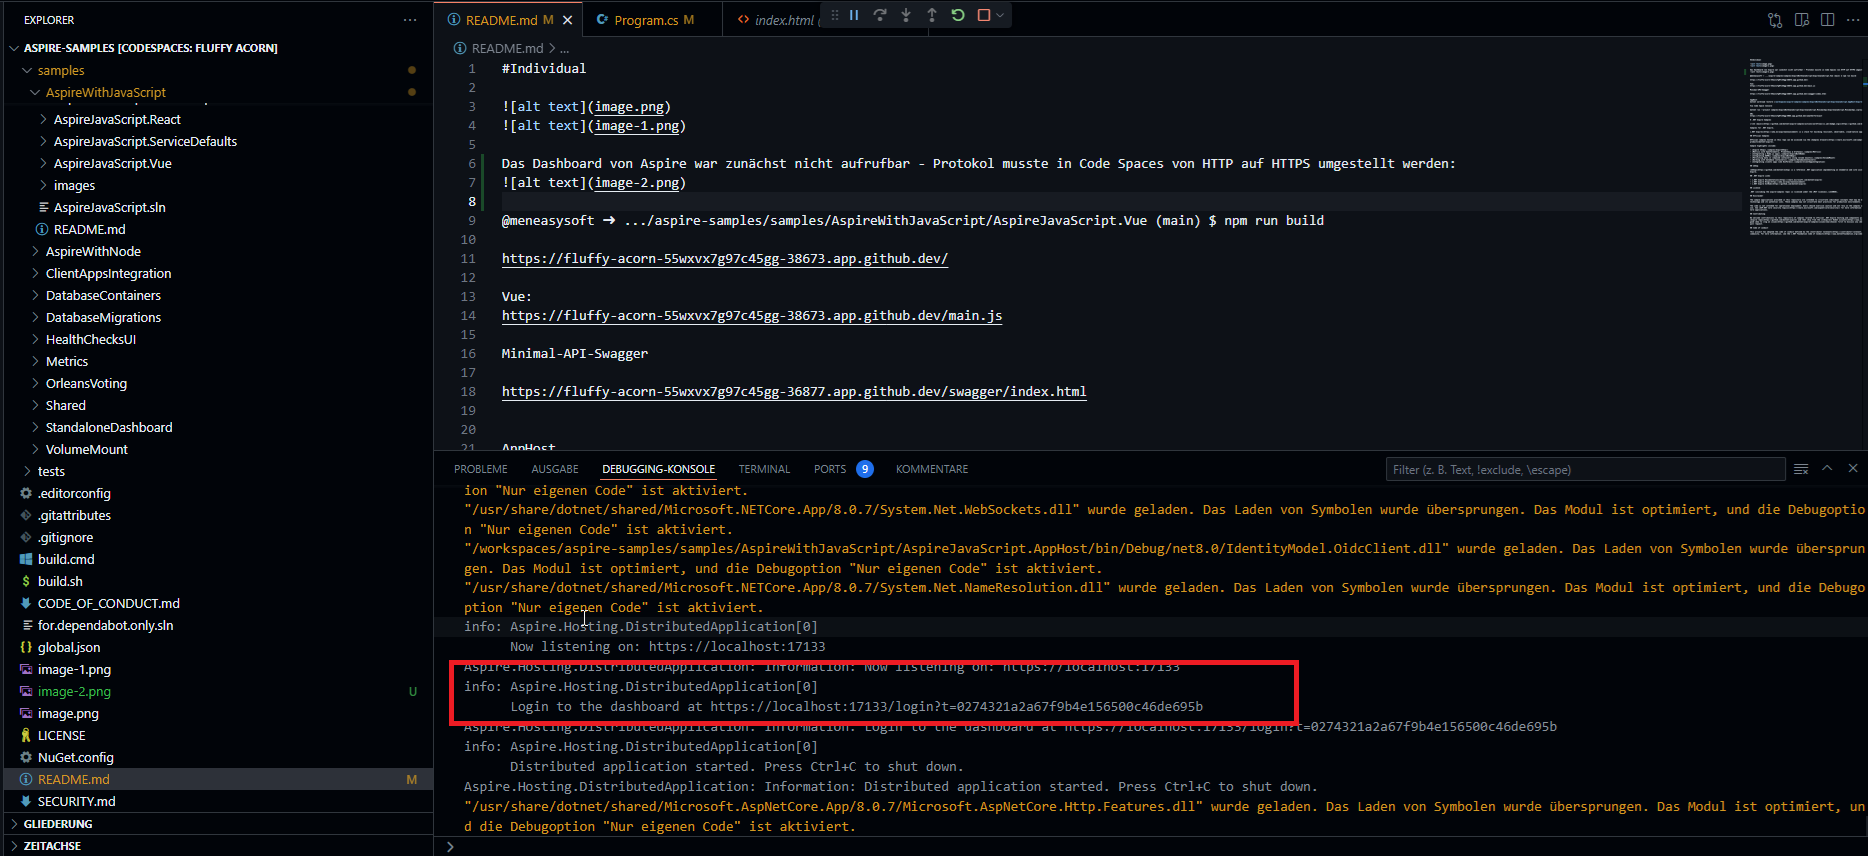 EXPLORER
ASPIRE-SAMPLES [CODESPACES: FLUFFY ACORN]
samples
AspireWithJavaScript
AspireJavaScript.React
AspireJavaScript.ServiceDefaults
AspireJavaScript.Vue
images
AspireJavaScript.sln
README.md
AspireWithNode
ClientAppsIntegration
DatabaseContainers
DatabaseMigrations
HealthChecksUI
Metrics
OrleansVoting
Shared
StandaloneDashboard
VolumeMount
tests
.editorconfig
.gitattributes
.gitignore
build.cmd
build.sh
CODE_OF_CONDUCT.md
for.dependabot.only.sln
global.json
image-1.png
image-2.png U
image.png
LICENSE
NuGet.config
README.md M
SECURITY.md
GLIEDERUNG
ZEITACHSE
README.md M
Program.cs M
index.html
README.md > ...
1 #Individual
2
3 ![alt text](image.png)
4 ![alt text](image-1.png)
5
6 Das Dashboard von Aspire war zunächst nicht aufrufbar - Protokol musste in Code Spaces von HTTP auf HTTPS umgestellt werden:
7 ![alt text](image-2.png)
8
9 @meneasysoft ➜ .../aspire-samples/samples/AspireWithJavaScript/AspireJavaScript.Vue (main) $ npm run build
10
11 https://fluffy-acorn-55wxvx7g97c45gg-38673.app.github.dev/
12
13 Vue:
14 https://fluffy-acorn-55wxvx7g97c45gg-38673.app.github.dev/main.js
15
16 Minimal-API-Swagger
17
18 https://fluffy-acorn-55wxvx7g97c45gg-36877.app.github.dev/swagger/index.html
19
20
21 AppHost
PROBLEME AUSGABE DEBUGGING-KONSOLE TERMINAL PORTS 9 KOMMENTARE
Filter (z. B. Text, !exclude, \escape)
ion "Nur eigenen Code" ist aktiviert.
"/usr/share/dotnet/shared/Microsoft.NETCore.App/8.0.7/System.Net.WebSockets.dll" wurde geladen. Das Laden von Symbolen wurde übersprungen. Das Modul ist optimiert, und die Debugoptio
n "Nur eigenen Code" ist aktiviert.
"/workspaces/aspire-samples/samples/AspireWithJavaScript/AspireJavaScript.AppHost/bin/Debug/net8.0/IdentityModel.OidcClient.dll" wurde geladen. Das Laden von Symbolen wurde übersprun
gen. Das Modul ist optimiert, und die Debugoption "Nur eigenen Code" ist aktiviert.
"/usr/share/dotnet/shared/Microsoft.NETCore.App/8.0.7/System.Net.NameResolution.dll" wurde geladen. Das Laden von Symbolen wurde übersprungen. Das Modul ist optimiert, und die Debugo
ption "Nur eigenen Code" ist aktiviert.
info: Aspire.Hosting.DistributedApplication[0]
Now listening on: https://localhost:17133
Aspire.Hosting.DistributedApplication: Information: Now listening on: https://localhost:17133
info: Aspire.Hosting.DistributedApplication[0]
Login to the dashboard at https://localhost:17133/login?t=0274321a2a67f9b4e156500c46de695b
Aspire.Hosting.DistributedApplication: Information: Login to the dashboard at https://localhost:17133/login?t=0274321a2a67f9b4e156500c46de695b
info: Aspire.Hosting.DistributedApplication[0]
Distributed application started. Press Ctrl+C to shut down.
Aspire.Hosting.DistributedApplication: Information: Distributed application started. Press Ctrl+C to shut down.
"/usr/share/dotnet/shared/Microsoft.AspNetCore.App/8.0.7/Microsoft.AspNetCore.Http.Features.dll" wurde geladen. Das Laden von Symbolen wurde übersprungen. Das Modul ist optimiert, un
d die Debugoption "Nur eigenen Code" ist aktiviert.